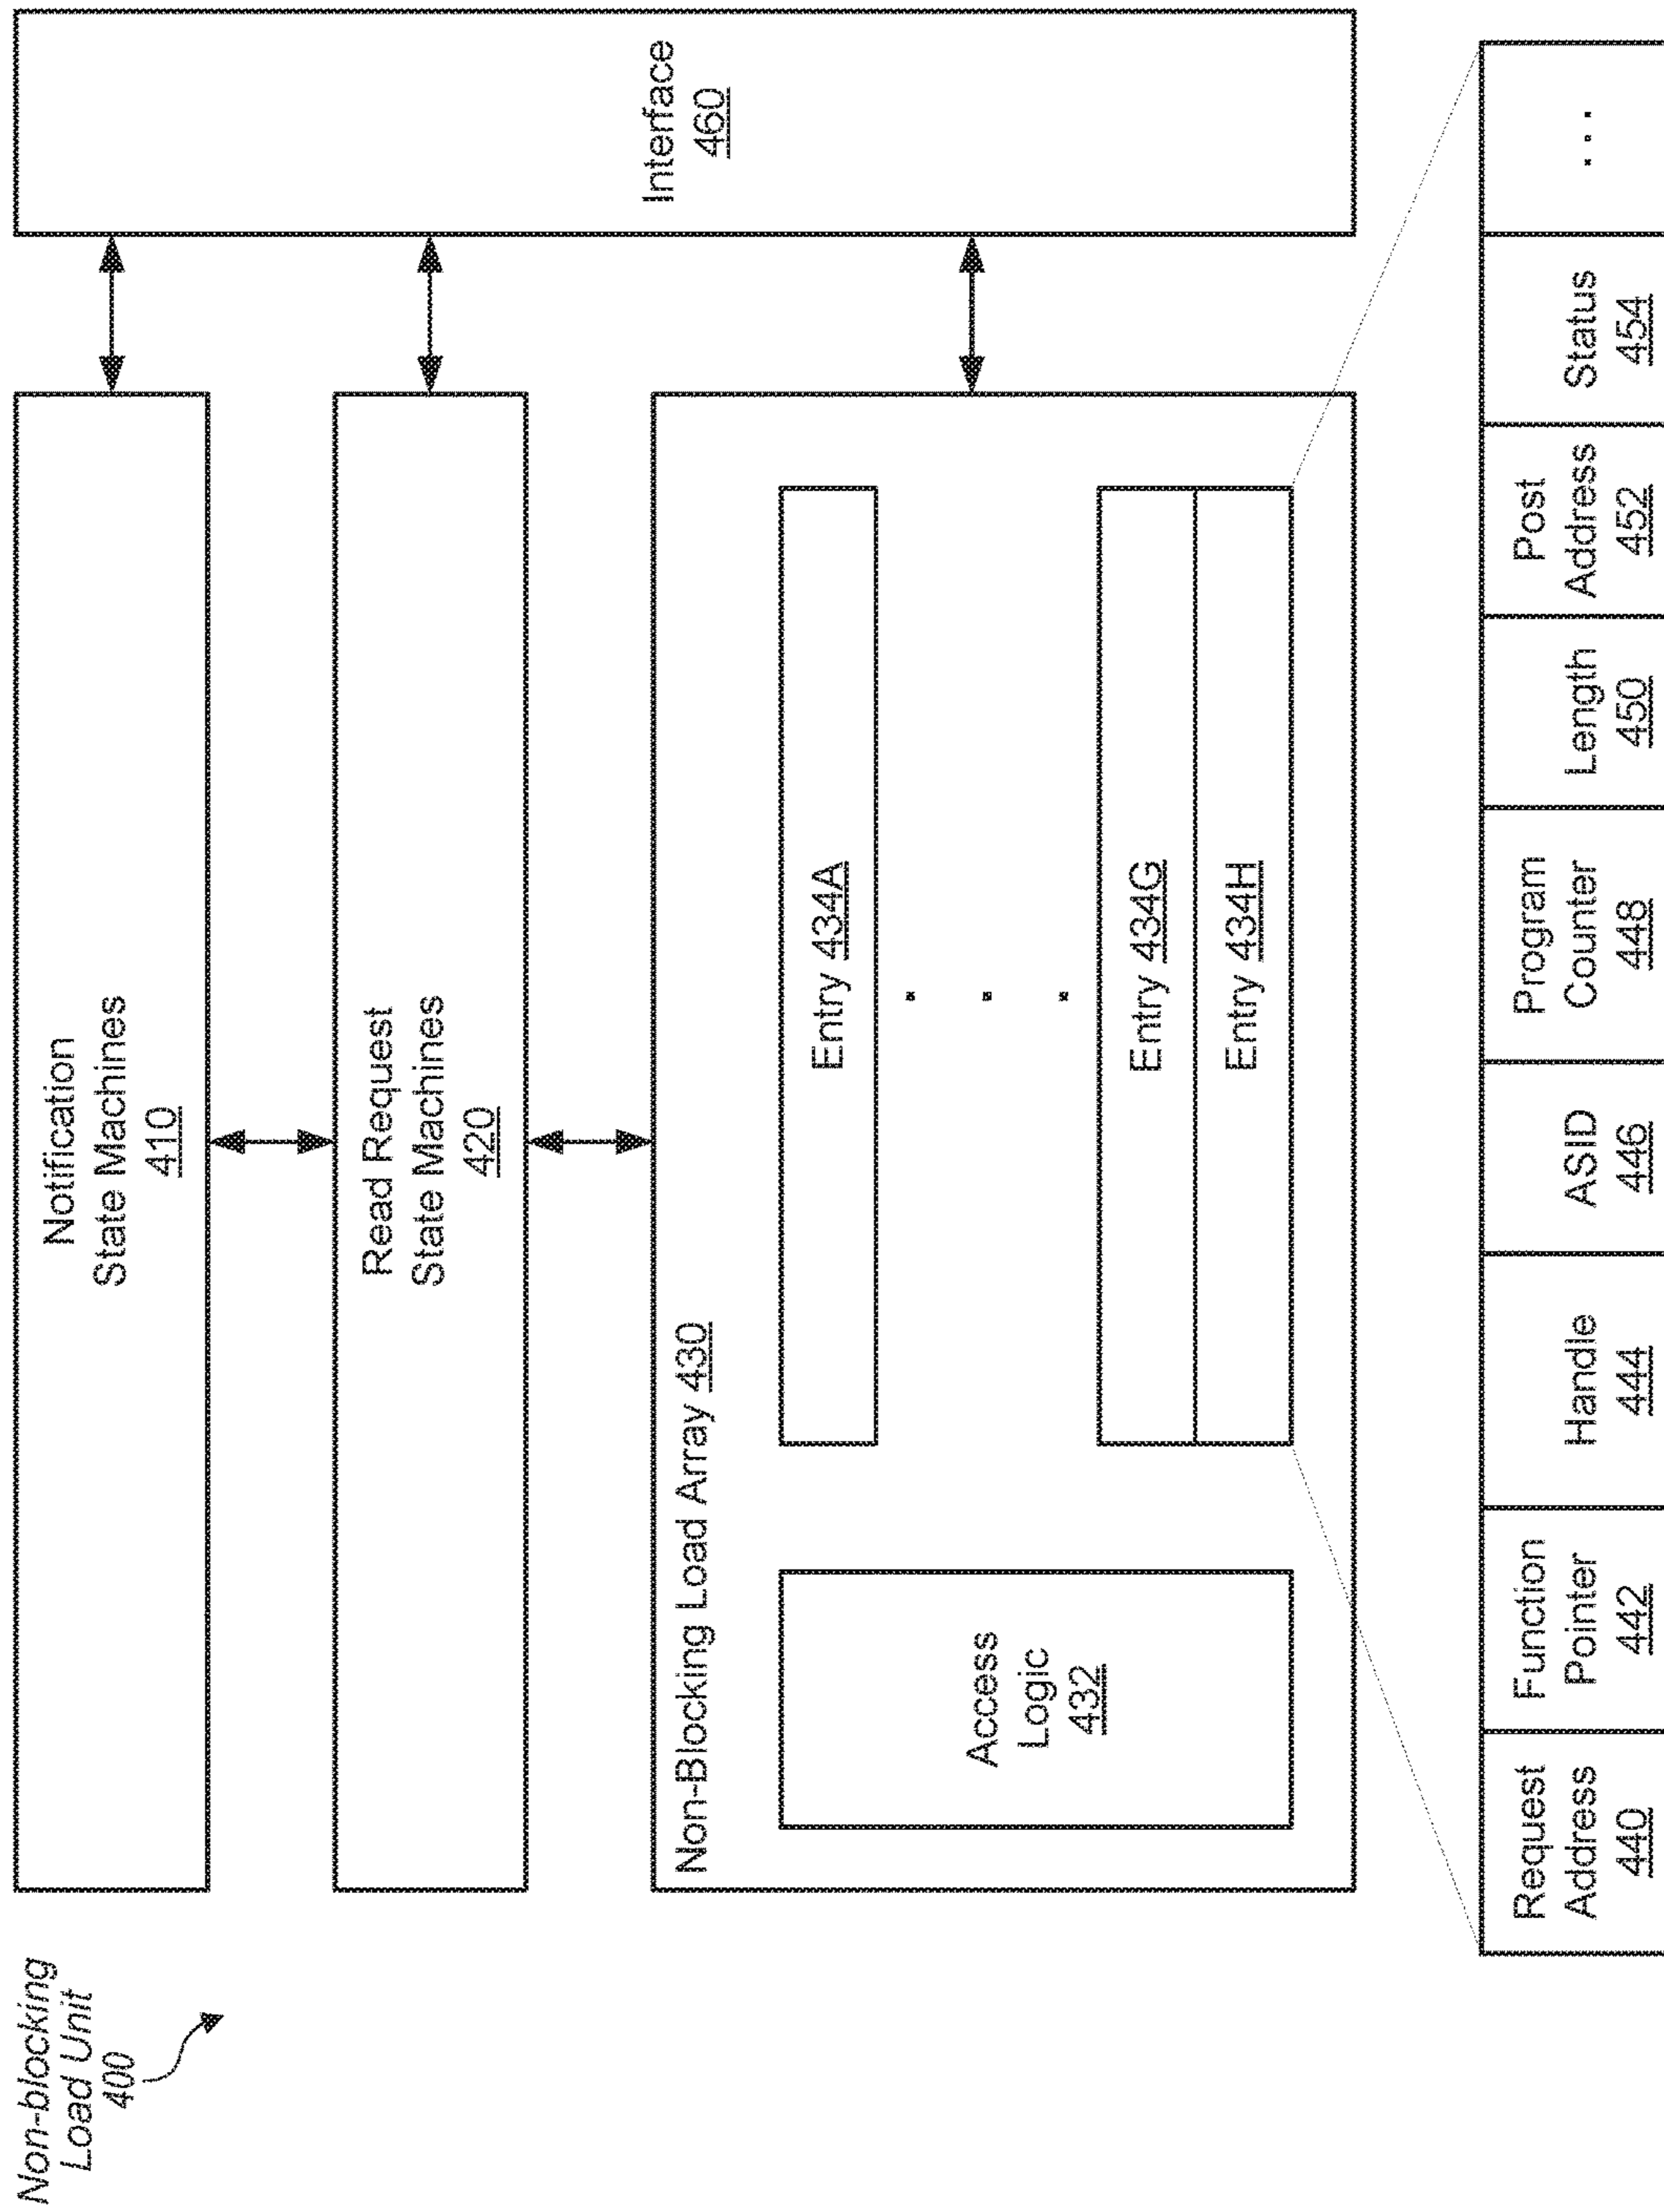 Non-blocking
Load Unit
400
Notification
State Machines
410
Read Request
State Machines
420
Non-Blocking Load Array 430
Access
Logic
432
Entry 434A
. . .
Entry 434G
Entry 434H
Interface
460
Request
Address
440
Function
Pointer
442
Handle
444
ASID
446
Program
Counter
448
Length
450
Post
Address
452
Status
454
. . .